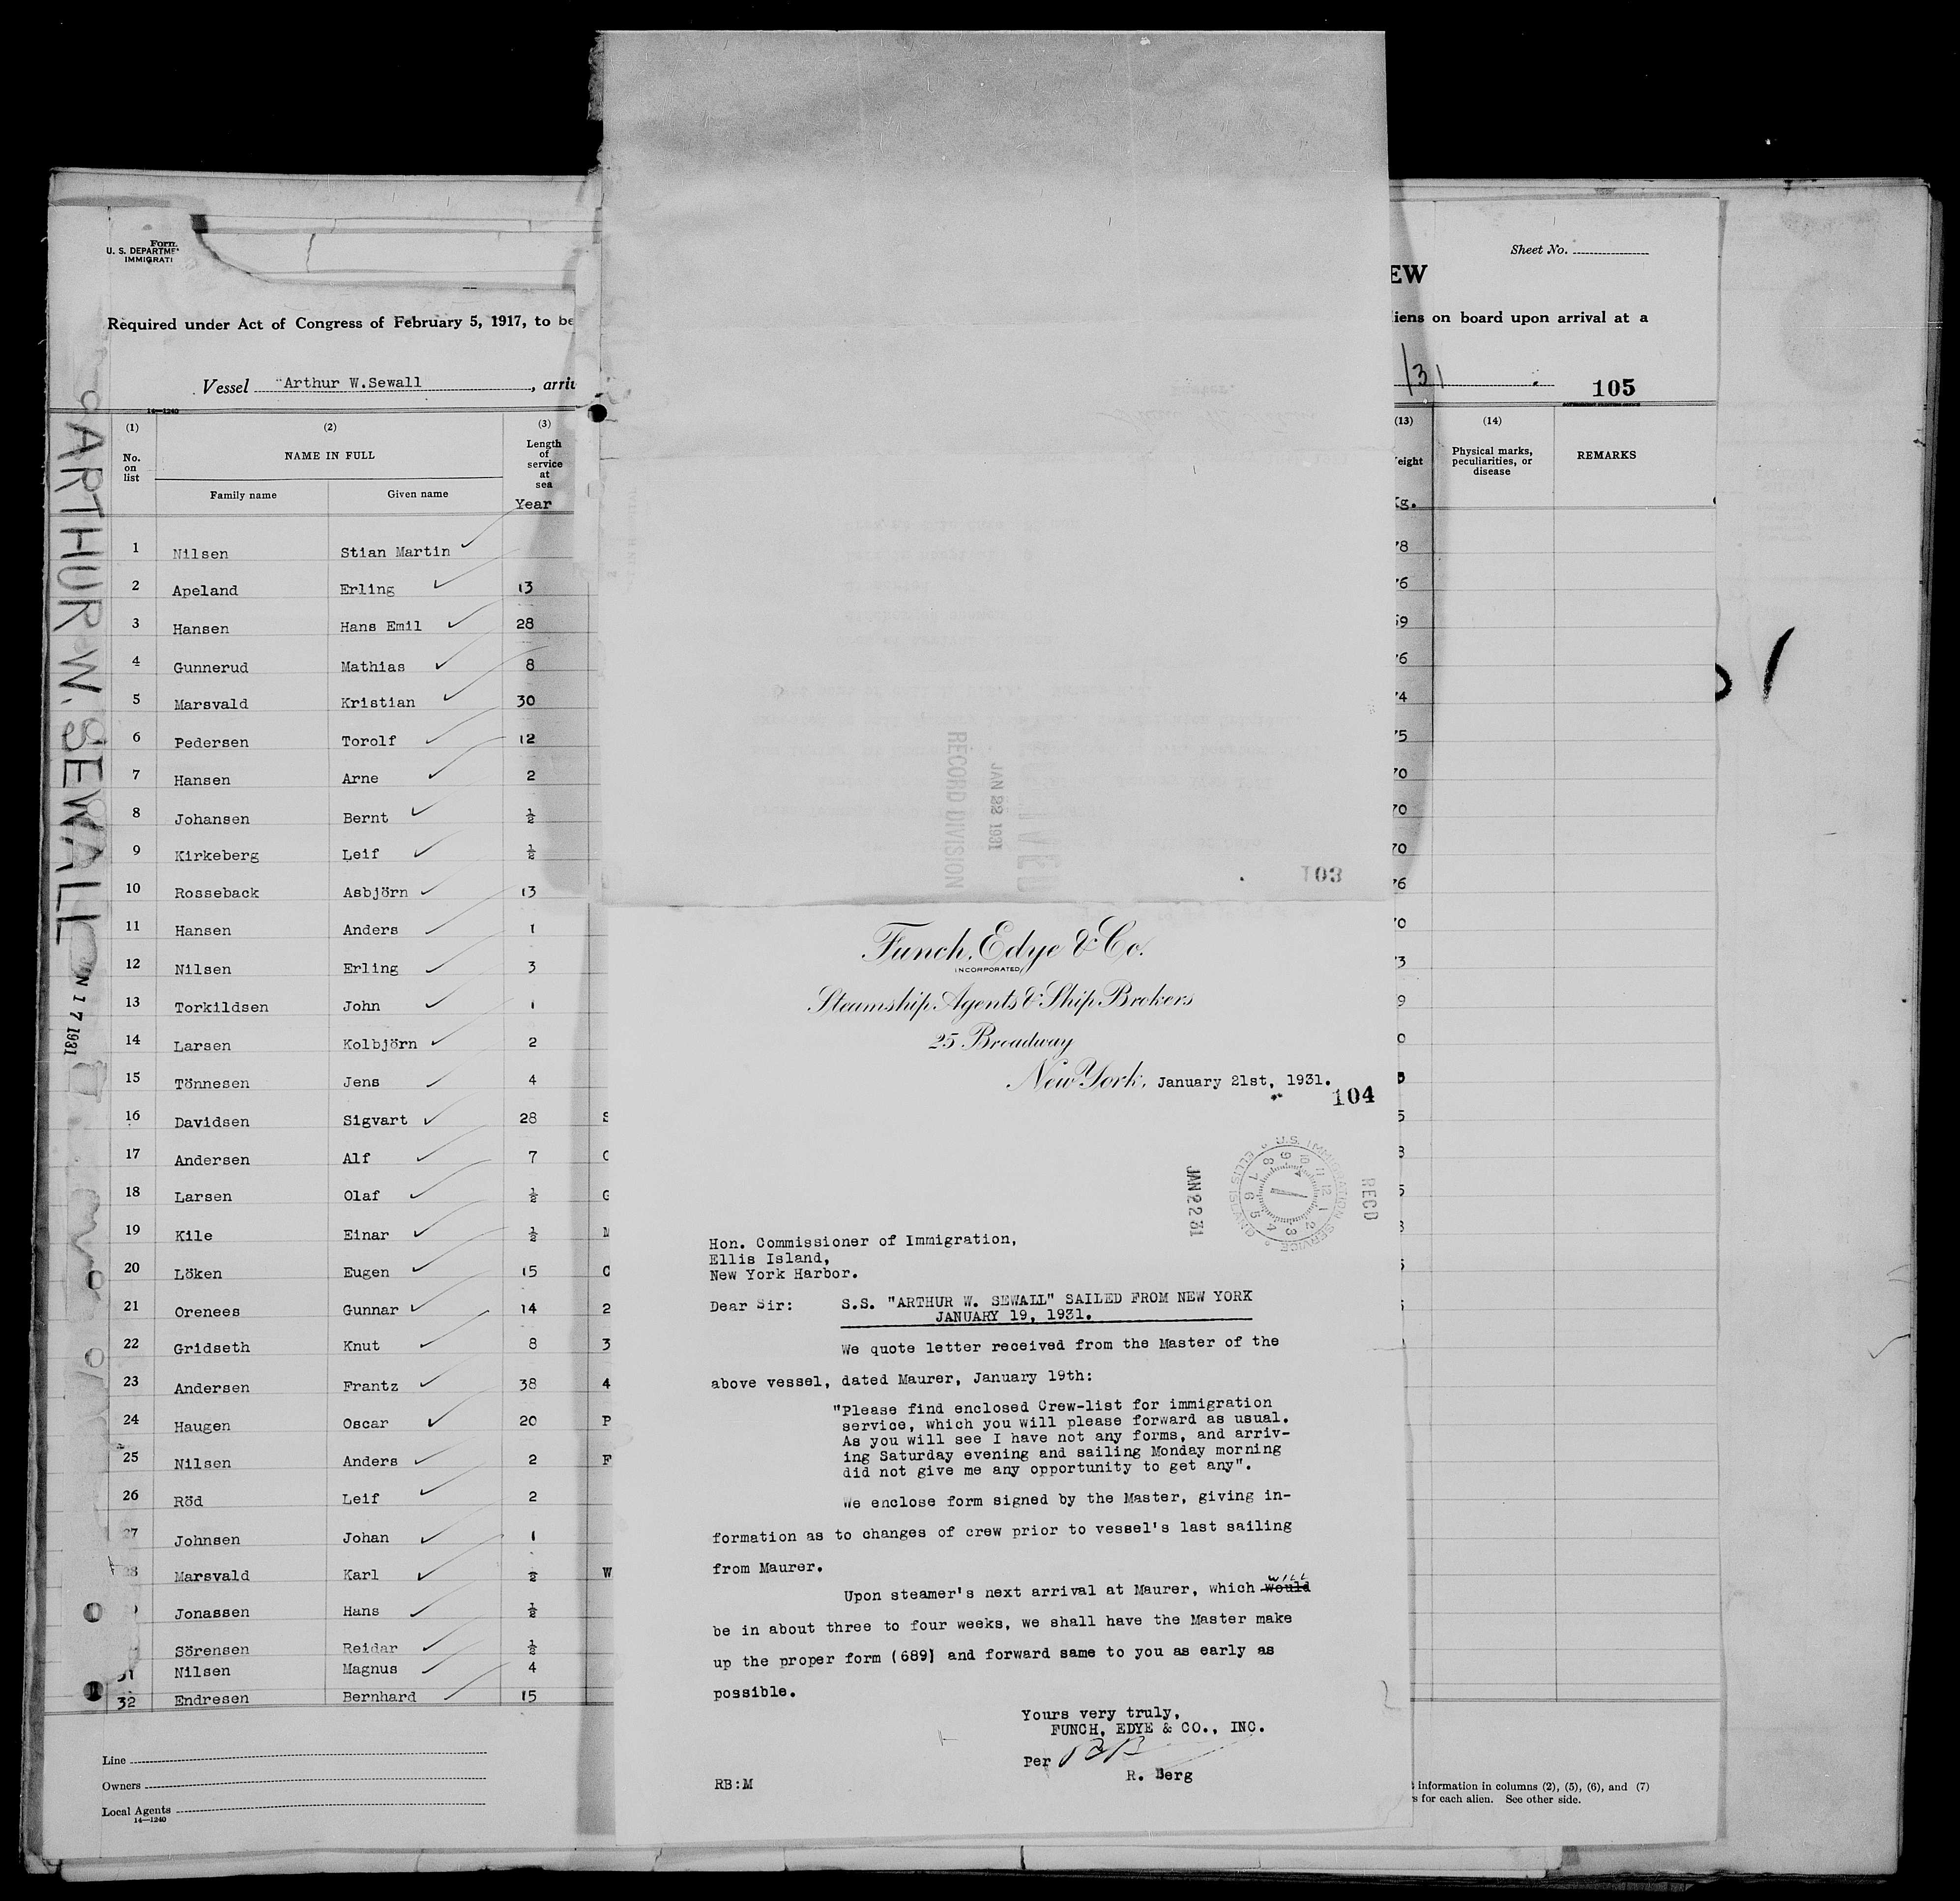 Form
U. S. DEPARTME
IMMIGRATI
Required under Act of Congress of February 5, 1917, to be
Vessel "Arthur W.Sewall , arri
14—1240
(1) (2) (3)
No. on list
NAME IN FULL
Family name Given name
Length of service at sea
Year
1 Nilsen Stian Martin
2 Apeland Erling 13
3 Hansen Hans Emil 28
4 Gunnerud Mathias 8
5 Marsvald Kristian 30
6 Pedersen Torolf 12
7 Hansen Arne 2
8 Johansen Bernt ½
9 Kirkeberg Leif ½
10 Rosseback Asbjörn 13
11 Hansen Anders 1
12 Nilsen Erling 3
13 Torkildsen John 1
14 Larsen Kolbjörn 2
15 Tönnesen Jens 4
16 Davidsen Sigvart 28
17 Andersen Alf 7
18 Larsen Olaf ½
19 Kile Einar ½
20 Löken Eugen 15
21 Orenees Gunnar 14
22 Gridseth Knut 8
23 Andersen Frantz 38
24 Haugen Oscar 20
25 Nilsen Anders 2
26 Röd Leif 2
27 Johnsen Johan 1
28 Marsvald Karl ½
Jonassen Hans ½
Sörensen Reidar ½
31 Nilsen Magnus 4
32 Endresen Bernhard 15
Line
Owners
Local Agents
14—1240
ARTHUR W. SEWALL
N 17 1931
RECORD DIVISION
JAN 22 1931
103
Funch, Edye & Co.
INCORPORATED
Steamship Agents & Ship Brokers
25 Broadway
New York, January 21st, 1931.
104
JAN 22 31
U.S. IMMIGRATION SERVICE ELLIS ISLAND
RECD
Hon. Commissioner of Immigration,
Ellis Island,
New York Harbor.
Dear Sir: S.S. "ARTHUR W. SEWALL" SAILED FROM NEW YORK
JANUARY 19, 1931.
We quote letter received from the Master of the
above vessel, dated Maurer, January 19th:
"Please find enclosed Crew-list for immigration
service, which you will please forward as usual.
As you will see I have not any forms, and arriv-
ing Saturday evening and sailing Monday morning
did not give me any opportunity to get any".
We enclose form signed by the Master, giving in-
formation as to changes of crew prior to vessel's last sailing
from Maurer.
will
Upon steamer's next arrival at Maurer, which would
be in about three to four weeks, we shall have the Master make
up the proper form (689) and forward same to you as early as
possible.
Yours very truly,
FUNCH, EDYE & CO., INC.
Per RB
R. Berg
RB:M
Sheet No.
EW
iens on board upon arrival at a
/31
105
(13) (14)
eight
Kg.
Physical marks, peculiarities, or disease
REMARKS
information in columns (2), (5), (6), and (7)
s for each alien. See other side.